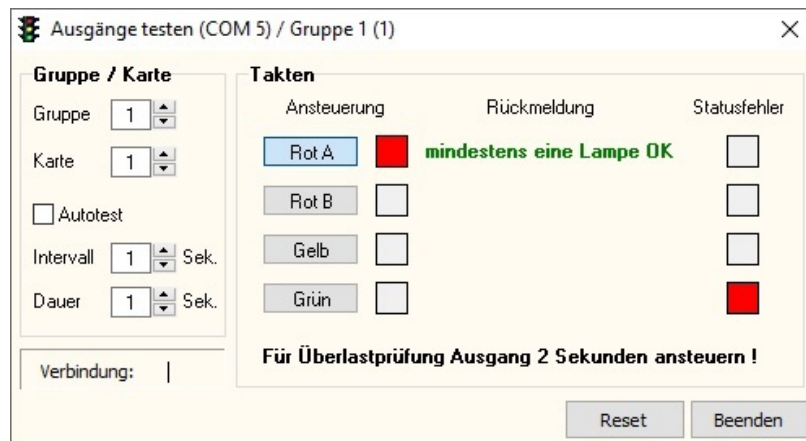 Ausgänge testen (COM 5) / Gruppe 1 (1)
Gruppe / Karte
Gruppe 1
Karte 1
Autotest
Intervall 1 Sek.
Dauer 1 Sek.
Verbindung: |
Takten
Ansteuerung Rückmeldung Statusfehler
Rot A mindestens eine Lampe OK
Rot B
Gelb
Grün
Für Überlastprüfung Ausgang 2 Sekunden ansteuern !
Reset Beenden